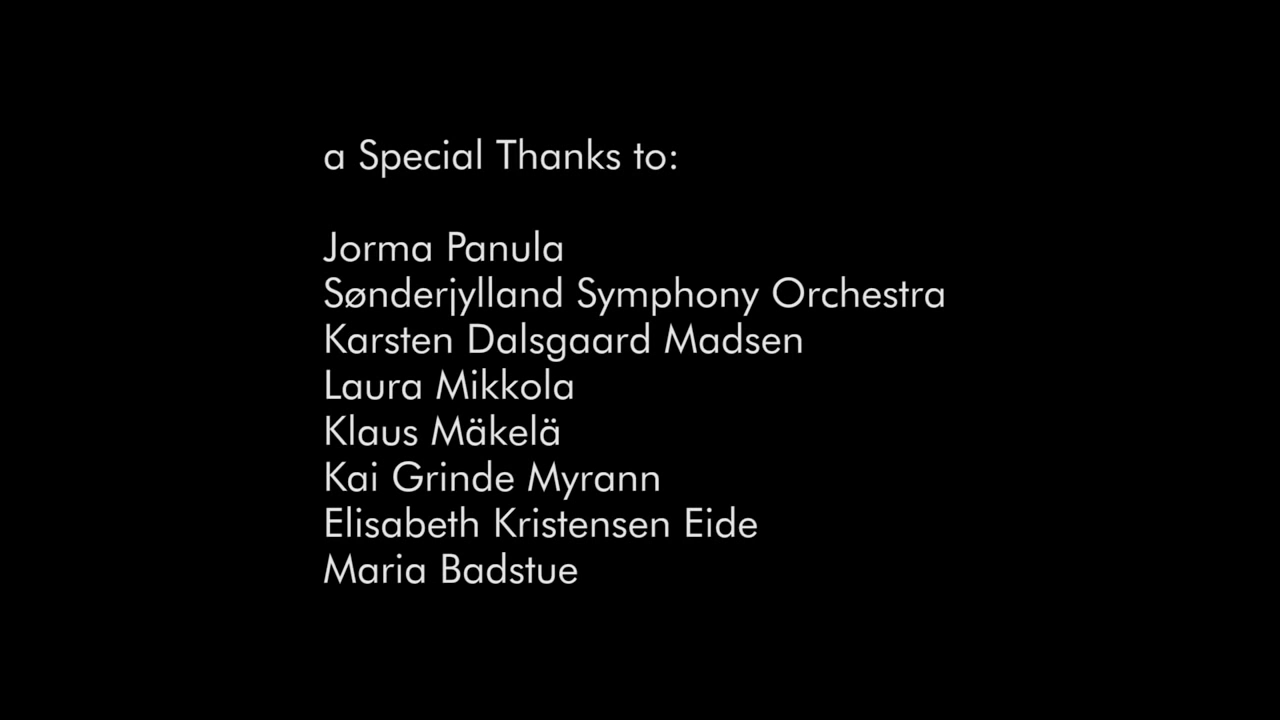 a Special Thanks to:
Jorma Panula
Sønderjylland Symphony Orchestra
Karsten Dalsgaard Madsen
Laura Mikkola
Klaus Mäkelä
Kai Grinde Myrann
Elisabeth Kristensen Eide
Maria Badstue